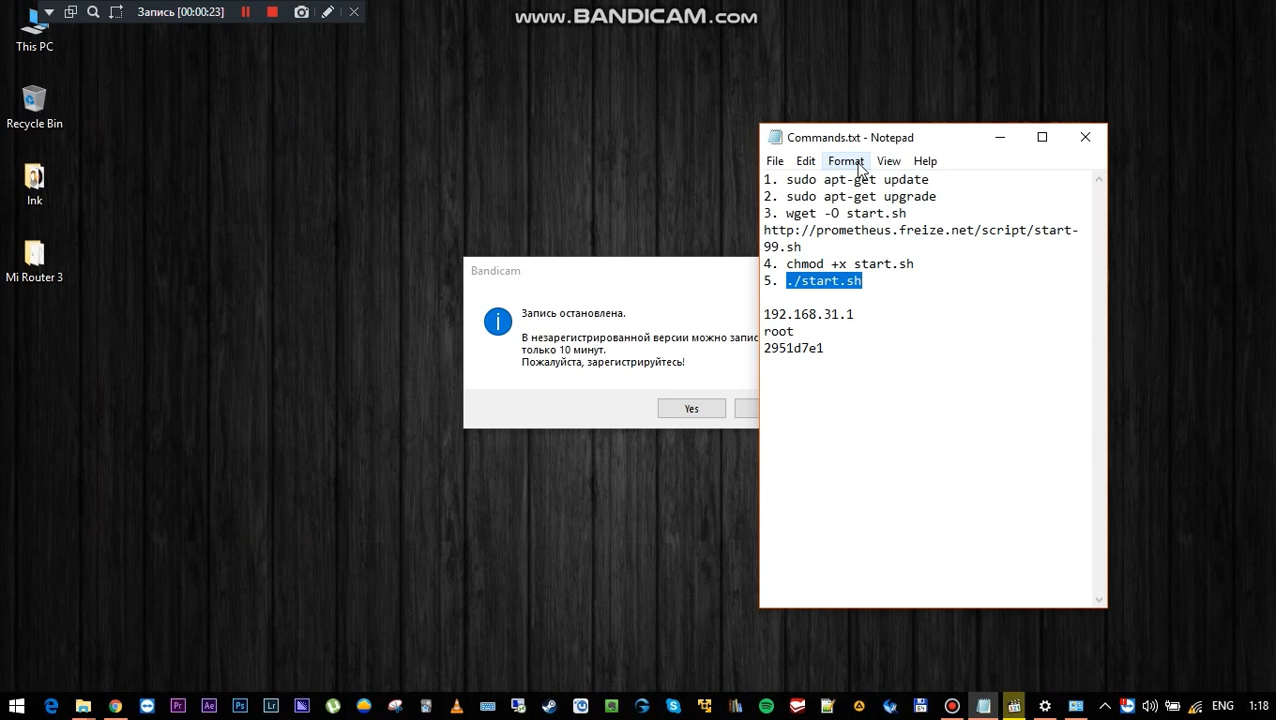 Запись [00:00:23]
www.BANDICAM.com
This PC
Recycle Bin
Ink
Mi Router 3
Commands.txt - Notepad
File Edit Format View Help
1. sudo apt-get update
2. sudo apt-get upgrade
3. wget -O start.sh
http://prometheus.freize.net/script/start-
99.sh
4. chmod +x start.sh
5. ./start.sh
192.168.31.1
root
2951d7e1
Bandicam
Запись остановлена.
В незарегистрированной версии можно запис
только 10 минут.
Пожалуйста, зарегистрируйтесь!
Yes
ENG 1:18